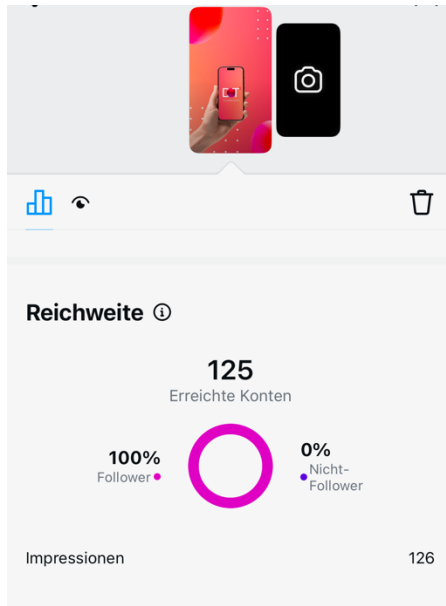 Reichweite
125
Erreichte Konten
100%
Follower
0%
Nicht-
Follower
Impressionen 126